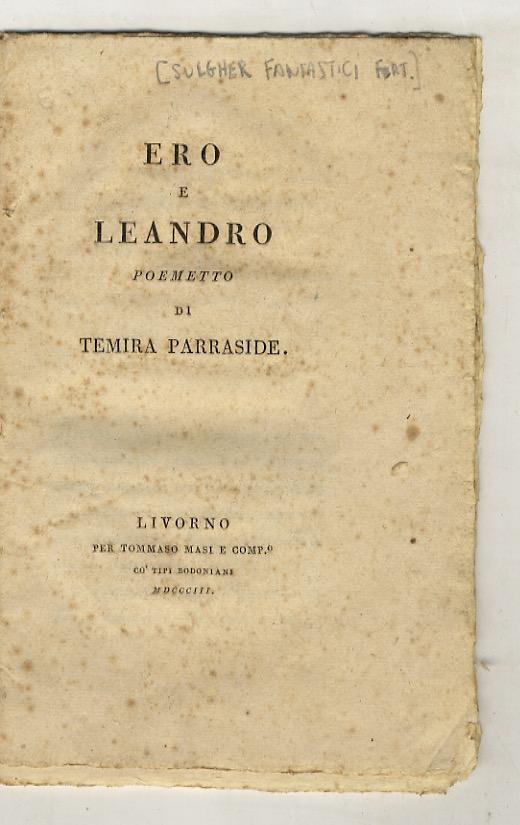 [SULGHER FANTASTICI FORT.]
ERO
E
LEANDRO
POEMETTO
DI
TEMIRA PARRASIDE.
LIVORNO
PER TOMMASO MASI E COMP.º
CO' TIPI BODONIANI
MDCCCIII.